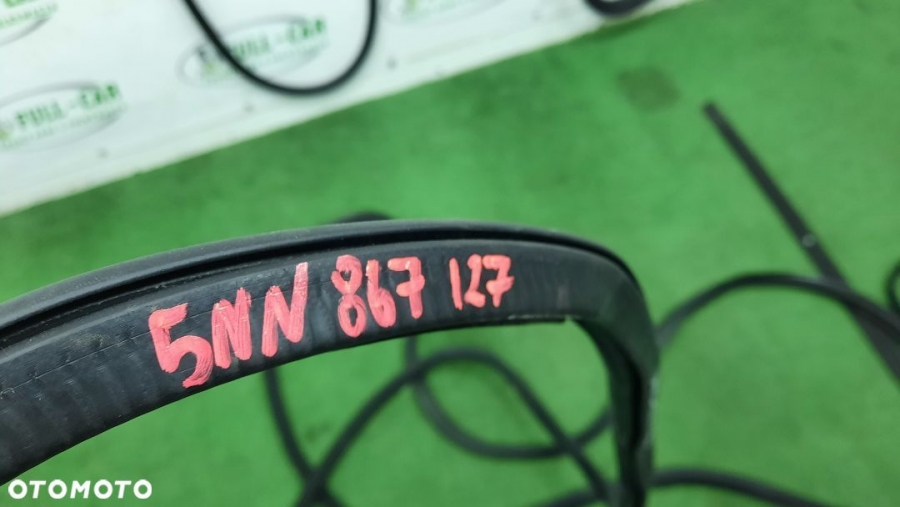 FULL-CAR
FULL-CAR
5NN 867 127
OTOMOTO